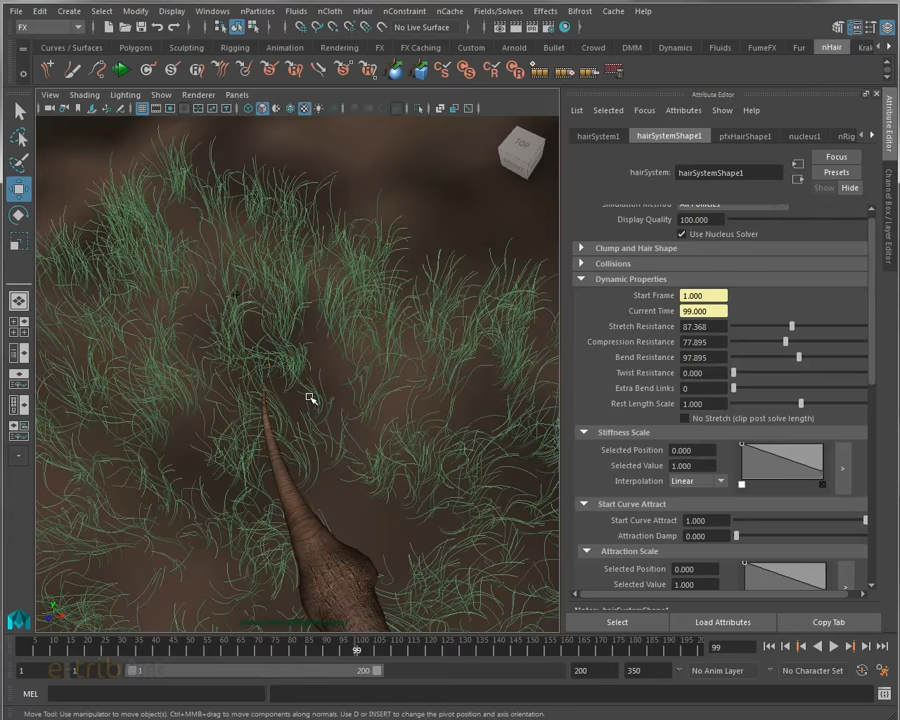 File Edit Create Select Modify Display Windows nParticles Fluids nCloth nHair nConstraint nCache Fields/Solvers Effects Bifrost Cache Help
FX No Live Surface
Curves / Surfaces Polygons Sculpting Rigging Animation Rendering FX FX Caching Custom Arnold Bullet Crowd DMM Dynamics Fluids FumeFX Fur nHair Kra
View Shading Lighting Show Renderer Panels
TOP
Attribute Editor
List Selected Focus Attributes Show Help
hairSystem1 hairSystemShape1 pfxHairShape1 nucleus1 nRig
hairSystem: hairSystemShape1
Focus
Presets
Show Hide
Display Quality 100.000
Use Nucleus Solver
Clump and Hair Shape
Collisions
Dynamic Properties
Start Frame 1.000
Current Time 99.000
Stretch Resistance 87.368
Compression Resistance 77.895
Bend Resistance 97.895
Twist Resistance 0.000
Extra Bend Links 0
Rest Length Scale 1.000
No Stretch (clip post solve length)
Stiffness Scale
Selected Position 0.000
Selected Value 1.000
Interpolation Linear
Start Curve Attract
Start Curve Attract 1.000
Attraction Damp 0.000
Attraction Scale
Selected Position 0.000
Selected Value 1.000
Select Load Attributes Copy Tab
Attribute Editor
Channel Box / Layer Editor
5 10 15 20 25 30 35 40 45 50 55 60 65 70 75 80 85 90 95 99 105 110 115 120 125 130 135 140 145 150 155 160 165 170 175 180 185 190 195 99
1 1 1 200 200 350 No Anim Layer No Character Set
MEL
Move Tool: Use manipulator to move object(s). Ctrl+MMB+drag to move components along normals. Use D or INSERT to change the pivot position and axis orientation.